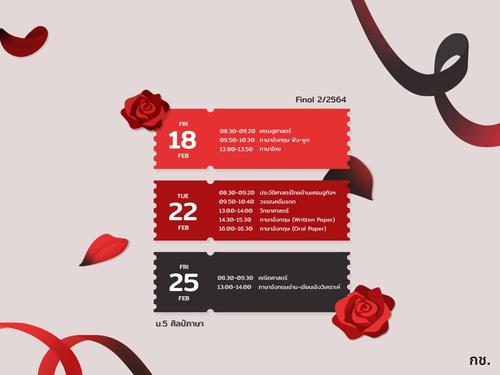 Final 2/2564
FRI
18
FEB
08.30-09.20 เศรษฐศาสตร์
09.50-10.30 ภาษาอังกฤษ ฟัง-พูด
13.00-13.50 ภาษาไทย
TUE
22
FEB
08.30-09.30 ประวัติศาสตร์ไทยด้านเศรษฐกิจฯ
09.50-10.40 วรรณคดีมรดก
13.00-14.00 วิทยาศาสตร์
14.30-15.30 ภาษาอังกฤษ (Written Paper)
16.00-16.30 ภาษาอังกฤษ (Oral Paper)
FRI
25
FEB
08.30-09.30 คณิตศาสตร์
13.00-14.00 ภาษาอังกฤษอ่าน-เขียนเชิงวิเคราะห์
ม.5 ศิลป์ภาษา
กช.